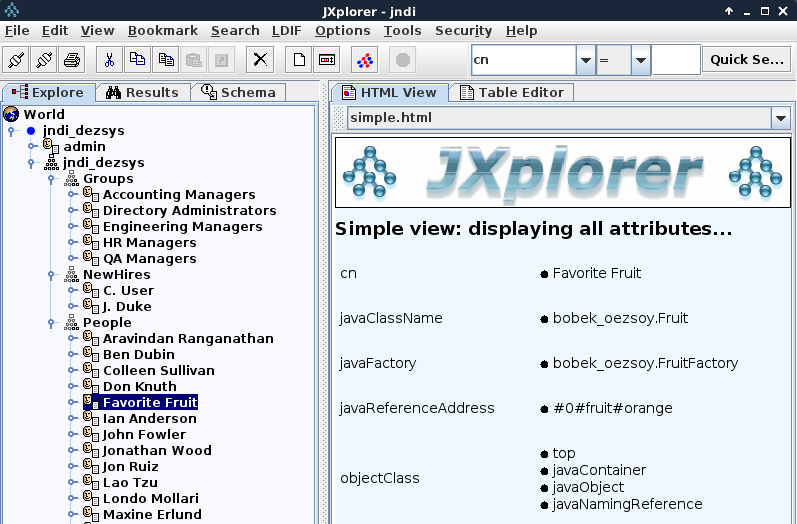 JXplorer - jndi
File Edit View Bookmark Search LDIF Options Tools Security Help
cn = Quick Se...
Explore Results Schema
World
jndi_dezsys
admin
jndi_dezsys
Groups
Accounting Managers
Directory Administrators
Engineering Managers
HR Managers
QA Managers
NewHires
C. User
J. Duke
People
Aravindan Ranganathan
Ben Dubin
Colleen Sullivan
Don Knuth
Favorite Fruit
Ian Anderson
John Fowler
Jonathan Wood
Jon Ruiz
Lao Tzu
Londo Mollari
Maxine Erlund
HTML View Table Editor
simple.html
JXplorer
Simple view: displaying all attributes...
cn ● Favorite Fruit
javaClassName ● bobek_oezsoy.Fruit
javaFactory ● bobek_oezsoy.FruitFactory
javaReferenceAddress ● #0#fruit#orange
objectClass
● top
● javaContainer
● javaObject
● javaNamingReference